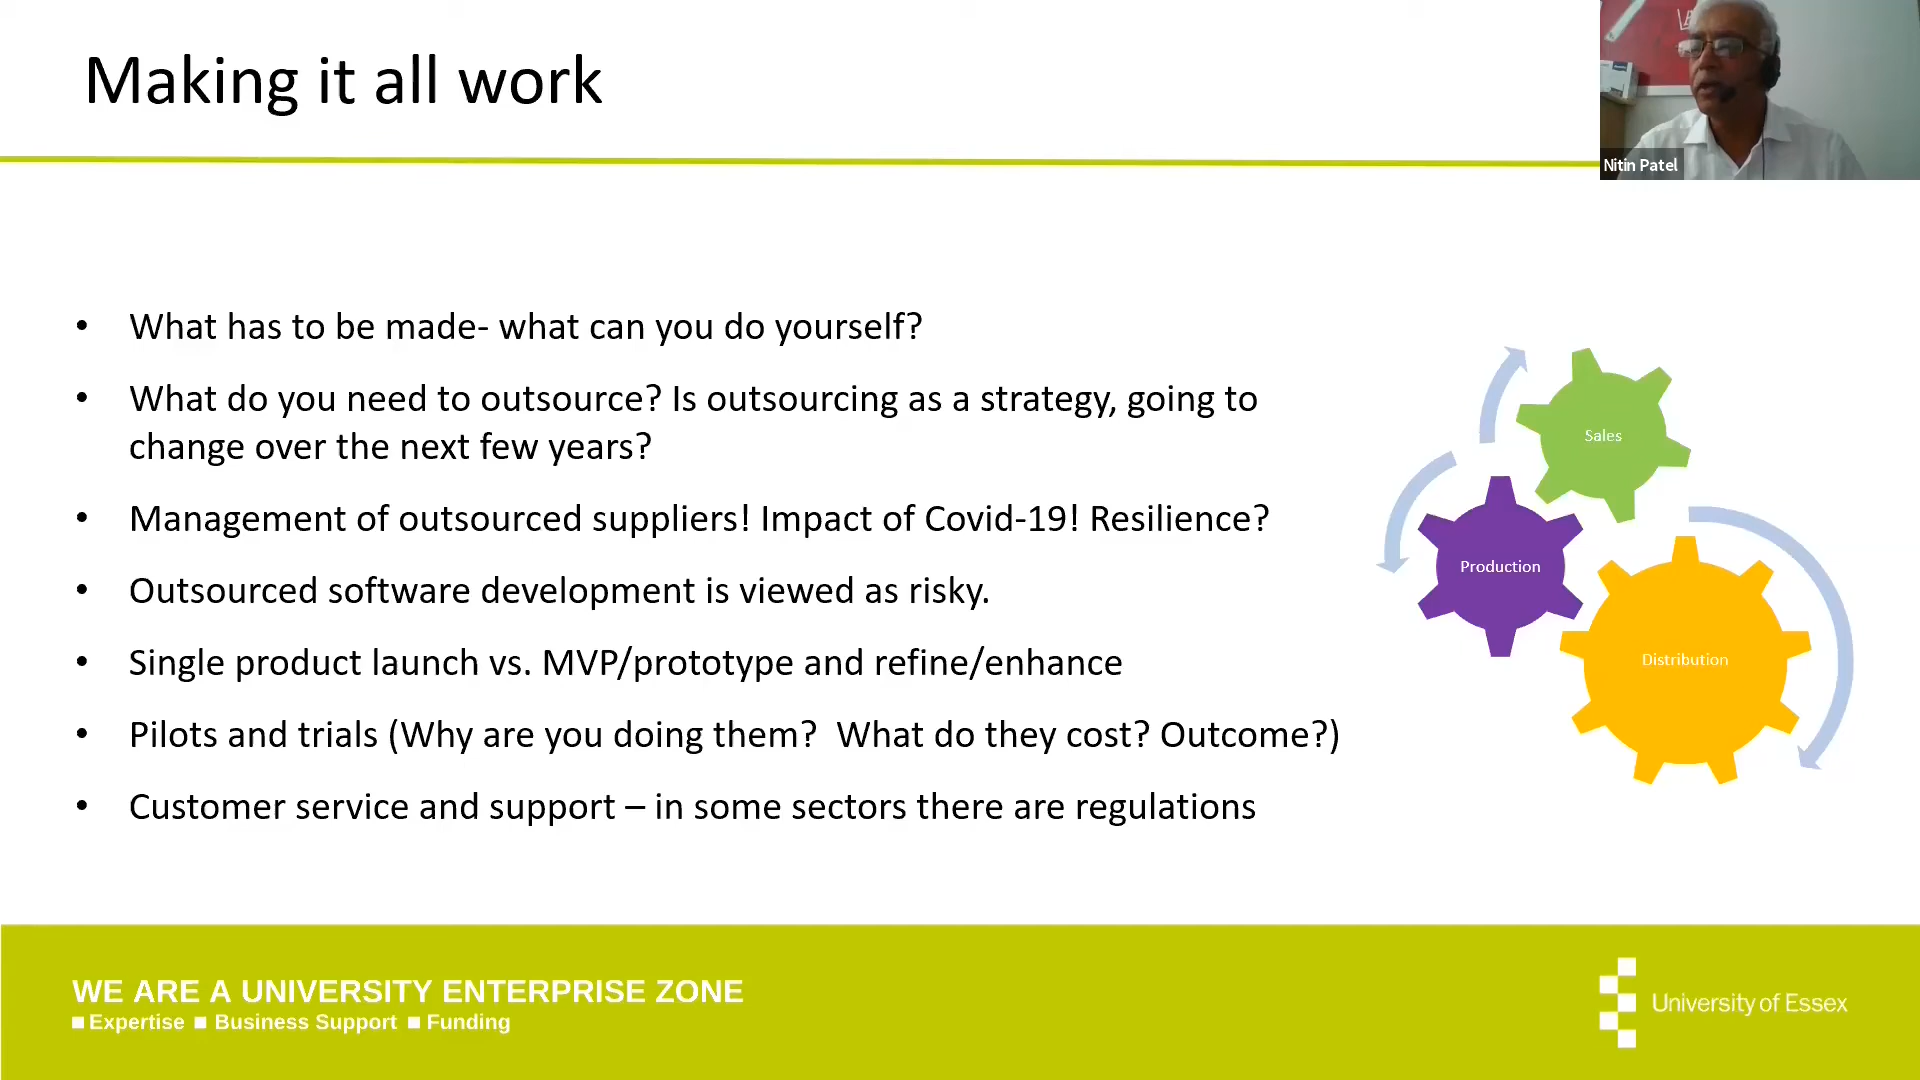 Making it all work
Nitin Patel
• What has to be made- what can you do yourself?
• What do you need to outsource? Is outsourcing as a strategy, going to
change over the next few years?
• Management of outsourced suppliers! Impact of Covid-19! Resilience?
• Outsourced software development is viewed as risky.
• Single product launch vs. MVP/prototype and refine/enhance
• Pilots and trials (Why are you doing them?  What do they cost? Outcome?)
• Customer service and support – in some sectors there are regulations
Sales
Production
Distribution
WE ARE A UNIVERSITY ENTERPRISE ZONE
■ Expertise ■ Business Support ■ Funding
University of Essex